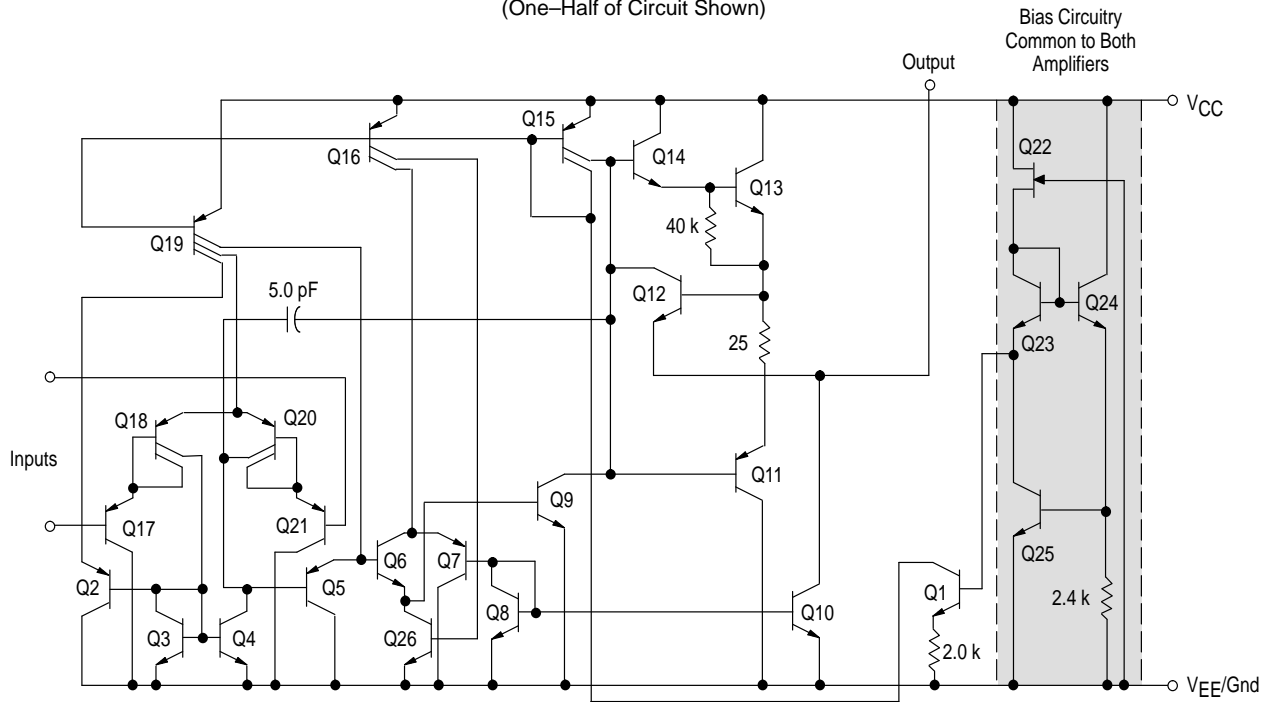 (One–Half of Circuit Shown)
Bias Circuitry
Common to Both
Amplifiers
Output
VCC
Q15
Q16
Q14
Q22
Q13
Q19
40 k
5.0 pF
Q12
Q24
25
Q23
Q18
Q20
Inputs
Q11
Q9
Q17
Q21
Q6
Q7
Q25
Q2
Q5
Q8
Q10
Q1
2.4 k
Q3
Q4
Q26
2.0 k
VEE/Gnd